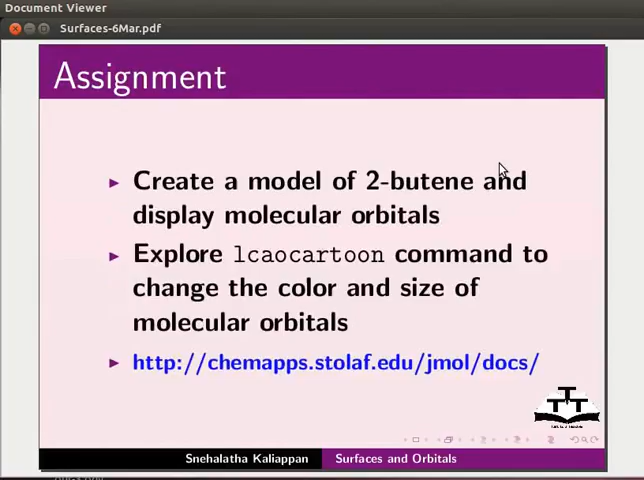 Document Viewer
Surfaces-6Mar.pdf
Assignment
Create a model of 2-butene and
display molecular orbitals
Explore lcaocartoon command to
change the color and size of
molecular orbitals
http://chemapps.stolaf.edu/jmol/docs/
Snehalatha Kaliappan
Surfaces and Orbitals